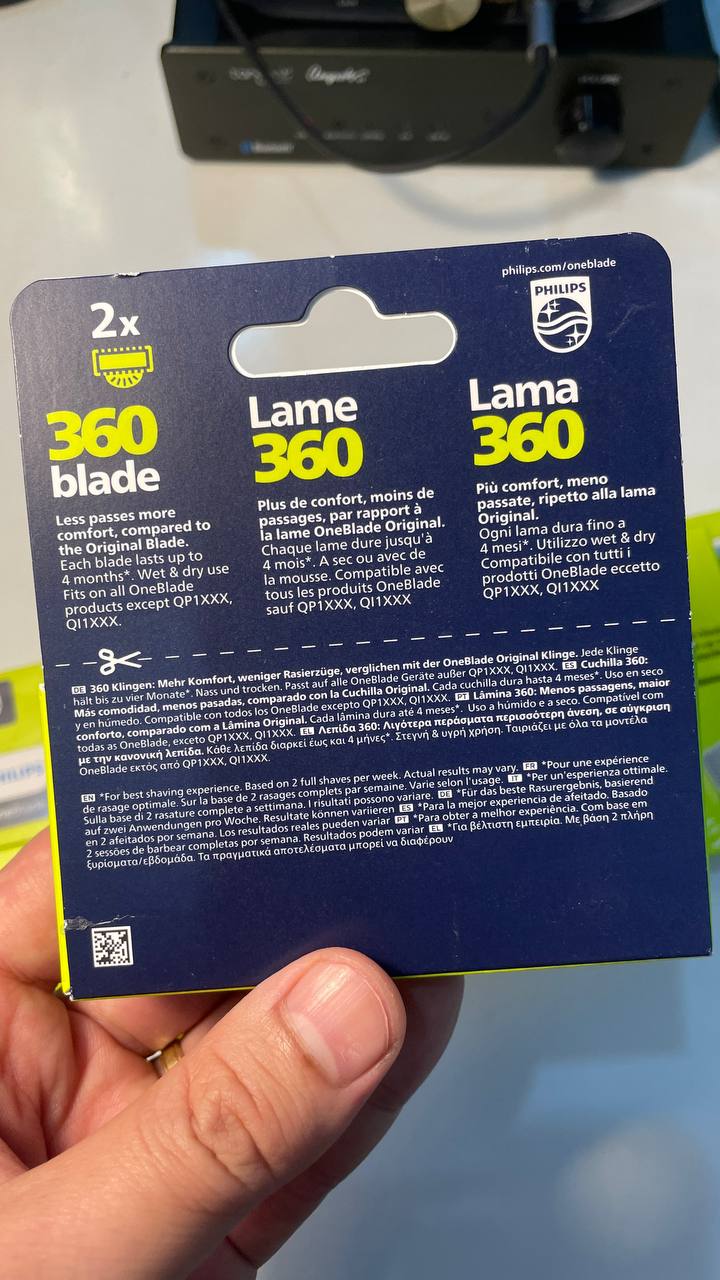 philips.com/oneblade
PHILIPS
2x
360
blade
Less passes more
comfort, compared to
the Original Blade.
Each blade lasts up to
4 months*. Wet & dry use
Fits on all OneBlade
products except QP1XXX,
QI1XXX.
Lame
360
Plus de confort, moins de
passages, par rapport à
la lame OneBlade Original.
Chaque lame dure jusqu'à
4 mois*. A sec ou avec de
la mousse. Compatible avec
tous les produits OneBlade
sauf QP1XXX, QI1XXX
Lama
360
Più comfort, meno
passate, ripetto alla lama
Original.
Ogni lama dura fino a
4 mesi*. Utilizzo wet & dry
Compatibile con tutti i
prodotti OneBlade eccetto
QP1XXX, QI1XXX
DE 360 Klingen: Mehr Komfort, weniger Rasierzüge, verglichen mit der OneBlade Original Klinge. Jede Klinge
hält bis zu vier Monate*. Nass und trocken. Passt auf alle OneBlade Geräte außer QP1XXX, QI1XXX. ES Cuchilla 360:
Más comodidad, menos pasadas, comparado con la Cuchilla Original. Cada cuchilla dura hasta 4 meses*. Uso en seco
y en húmedo. Compatible con todos los OneBlade excepto QP1XXX, QI1XXX. PT Lâmina 360: Menos passagens, maior
conforto, comparado com a Lâmina Original. Cada lâmina dura até 4 meses*. Uso a húmido e a seco. Compatível com
todas as OneBlade, exceto QP1XXX, QI1XXX. EL Λεπίδα 360: Λιγότερα περάσματα περισσότερη άνεση, σε σύγκριση
με την κανονική λεπίδα. Κάθε λεπίδα διαρκεί έως και 4 μήνες*. Στεγνή & υγρή χρήση. Ταιριάζει με όλα τα μοντέλα
OneBlade εκτός από QP1XXX, QI1XXX.
EN *For best shaving experience. Based on 2 full shaves per week. Actual results may vary. FR *Pour une expérience
de rasage optimale. Sur la base de 2 rasages complets par semaine. Varie selon l'usage. IT *Per un'esperienza ottimale.
Sulla base di 2 rasature complete a settimana. I risultati possono variare. DE *Für das beste Rasurergebnis, basierend
auf zwei Anwendungen pro Woche. Resultate können variieren ES *Para la mejor experiencia de afeitado. Basado
en 2 afeitados por semana. Los resultados reales pueden variar PT *Para obter a melhor experiência. Com base em
2 sessões de barbear completas por semana. Resultados podem variar EL *Για βέλτιστη εμπειρία. Με βάση 2 πλήρη
ξυρίσματα/εβδομάδα. Τα πραγματικά αποτελέσματα μπορεί να διαφέρουν